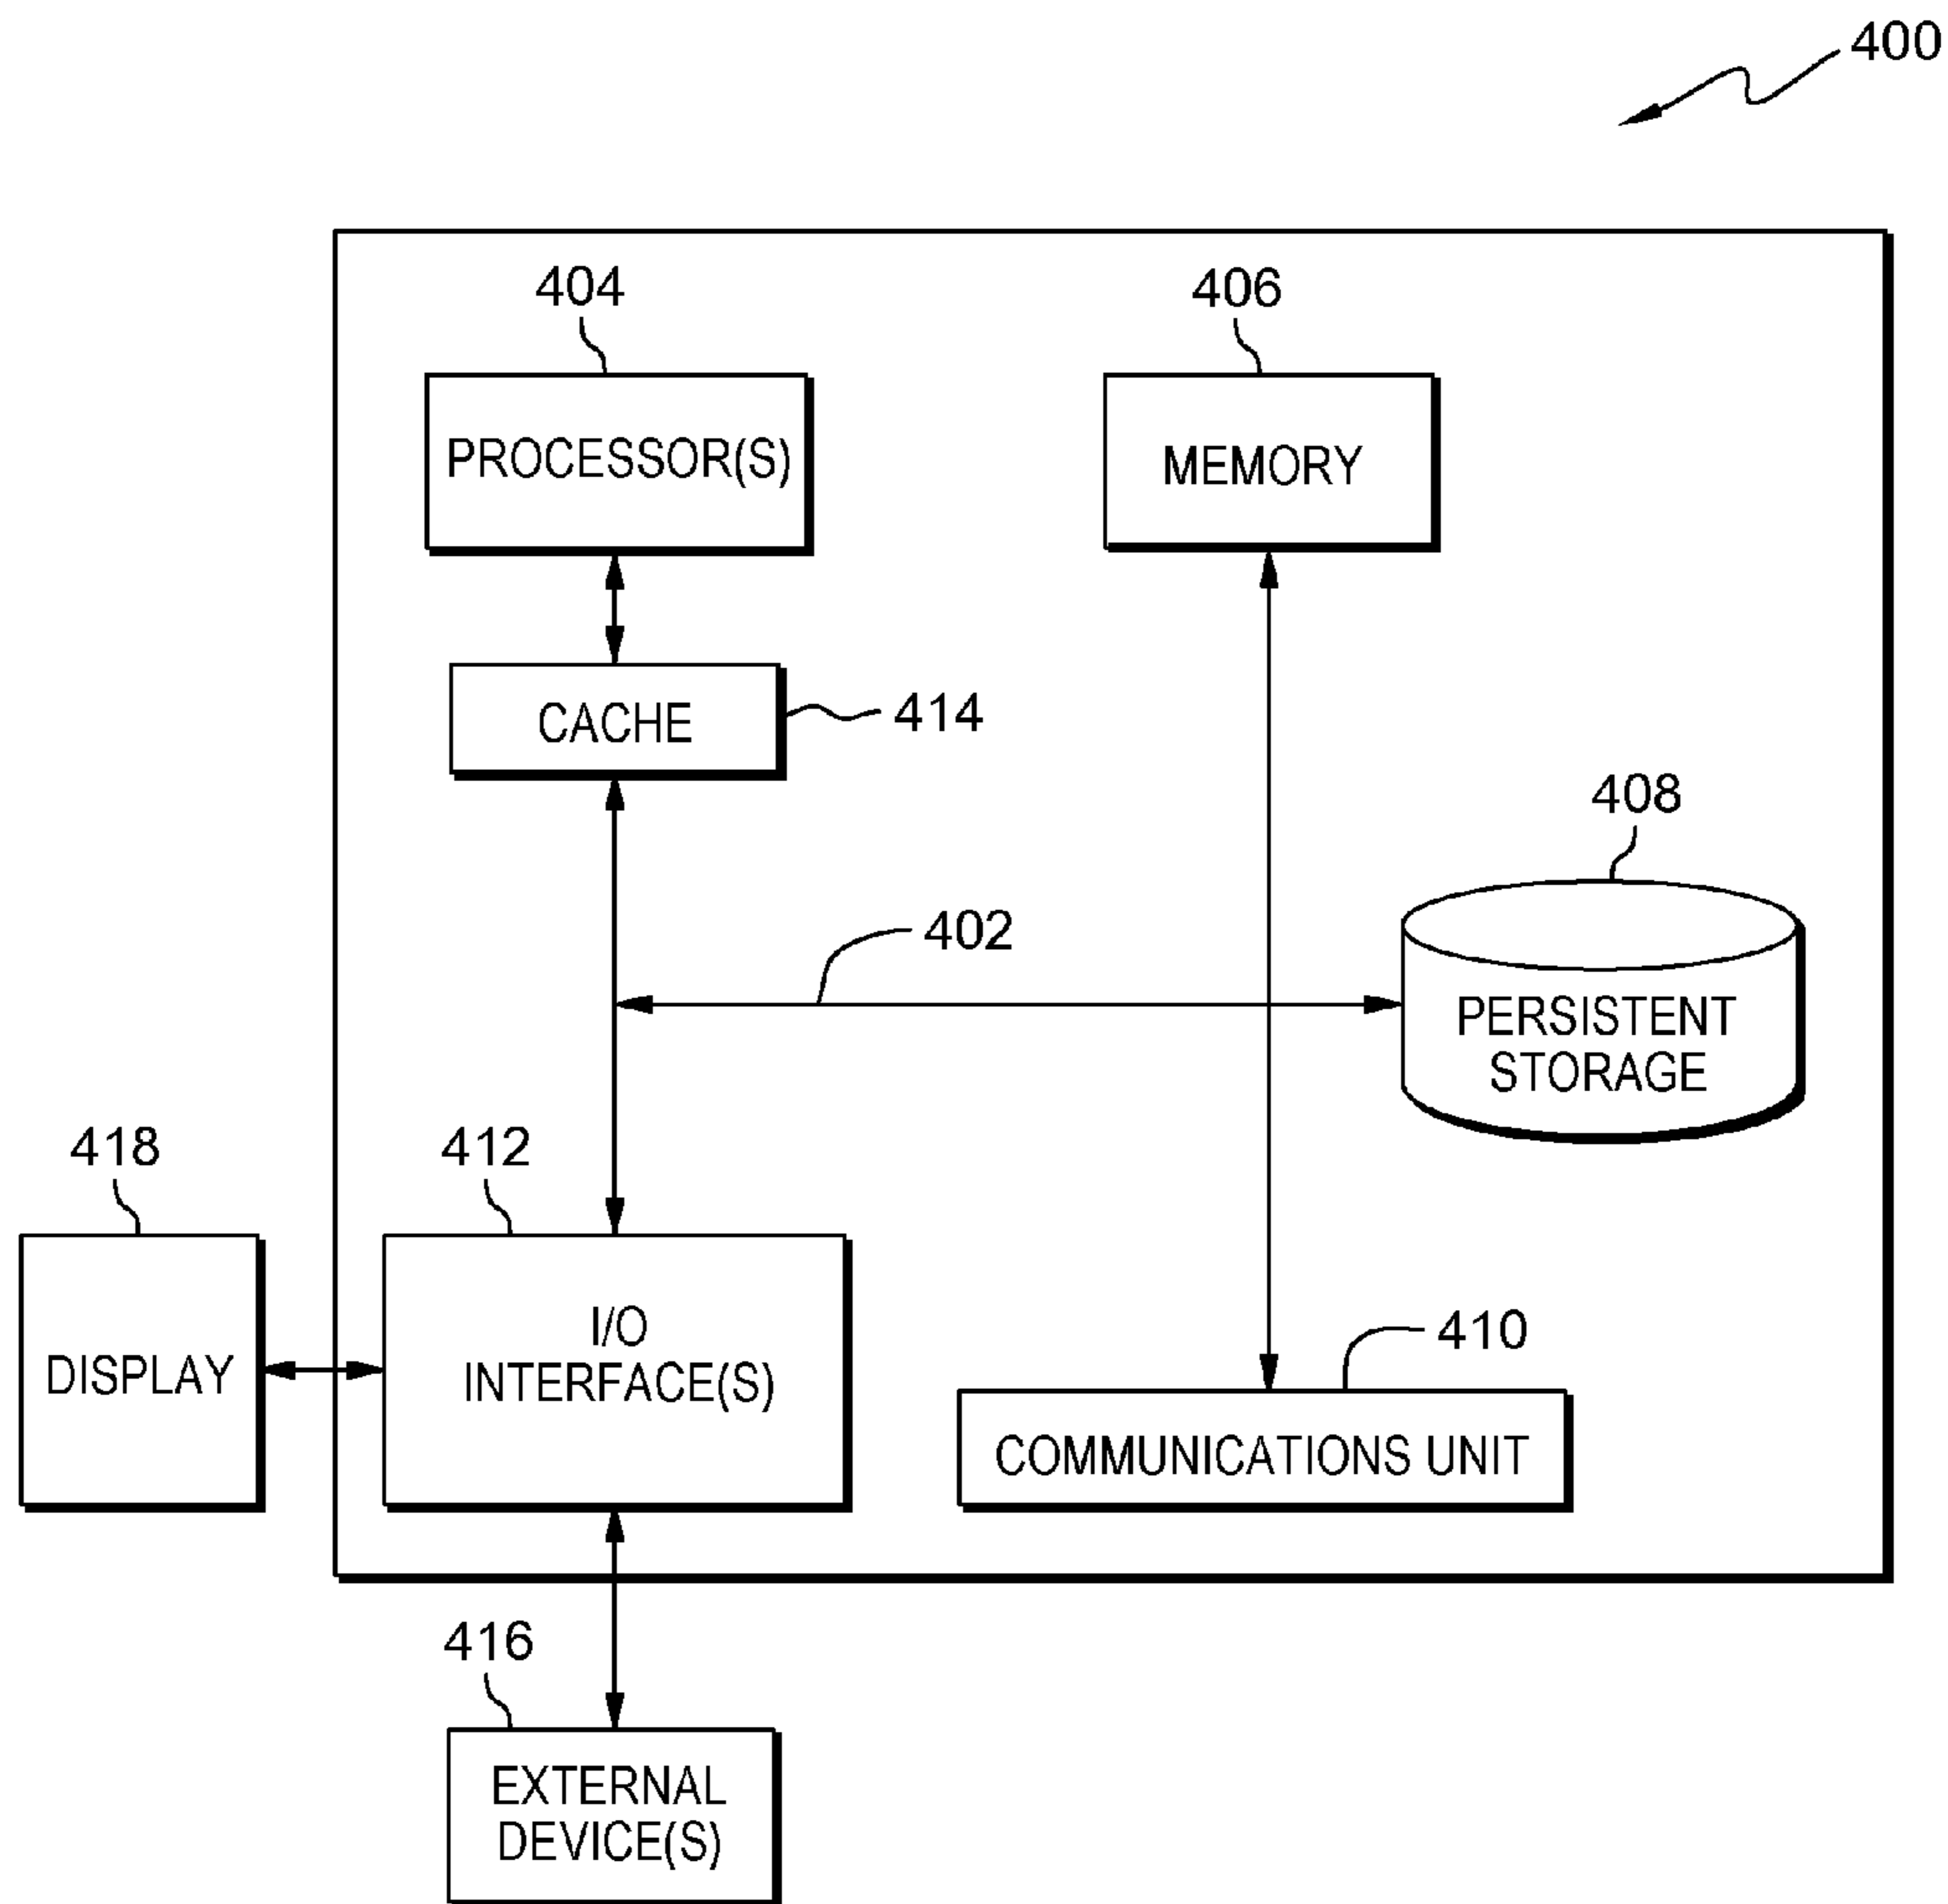 400
404
406
PROCESSOR(S)
MEMORY
CACHE
414
408
402
PERSISTENT
STORAGE
418
412
I/O
INTERFACE(S)
DISPLAY
410
COMMUNICATIONS UNIT
416
EXTERNAL
DEVICE(S)